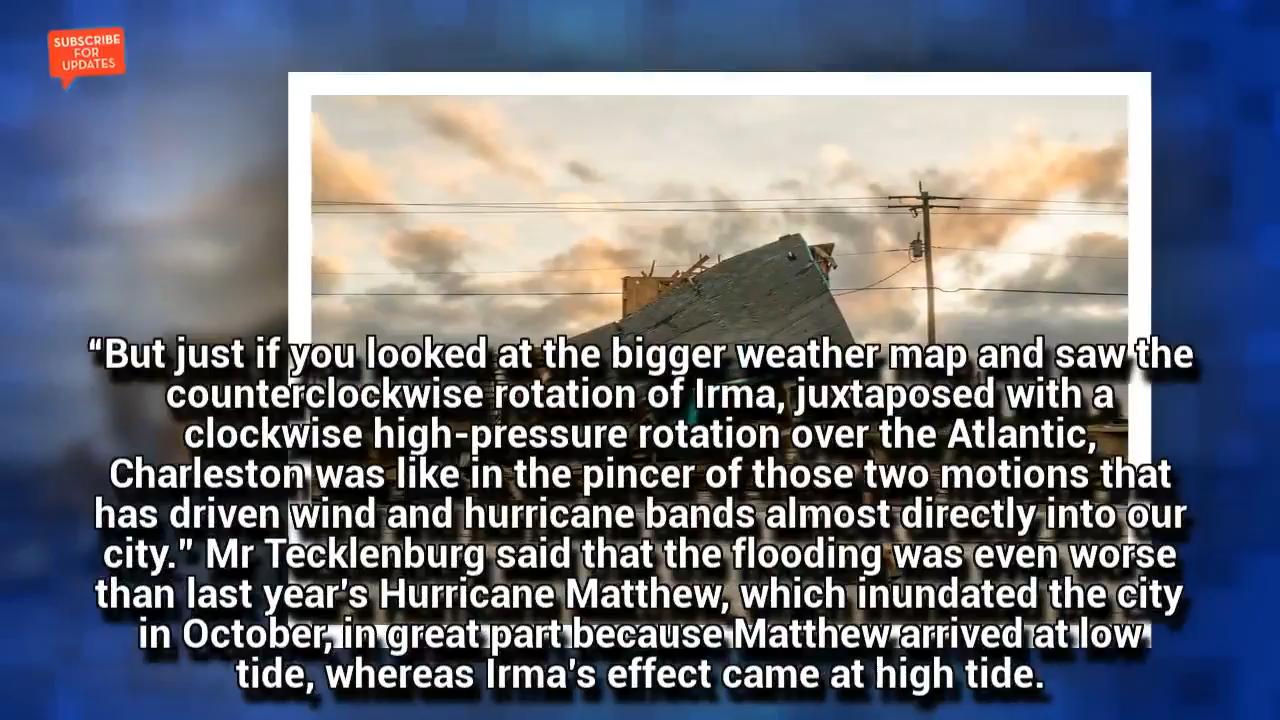 SUBSCRIBE
FOR
UPDATES
“But just if you looked at the bigger weather map and saw the
counterclockwise rotation of Irma, juxtaposed with a
clockwise high-pressure rotation over the Atlantic,
Charleston was like in the pincer of those two motions that
has driven wind and hurricane bands almost directly into our
city.” Mr Tecklenburg said that the flooding was even worse
than last year’s Hurricane Matthew, which inundated the city
in October, in great part because Matthew arrived at low
tide, whereas Irma’s effect came at high tide.